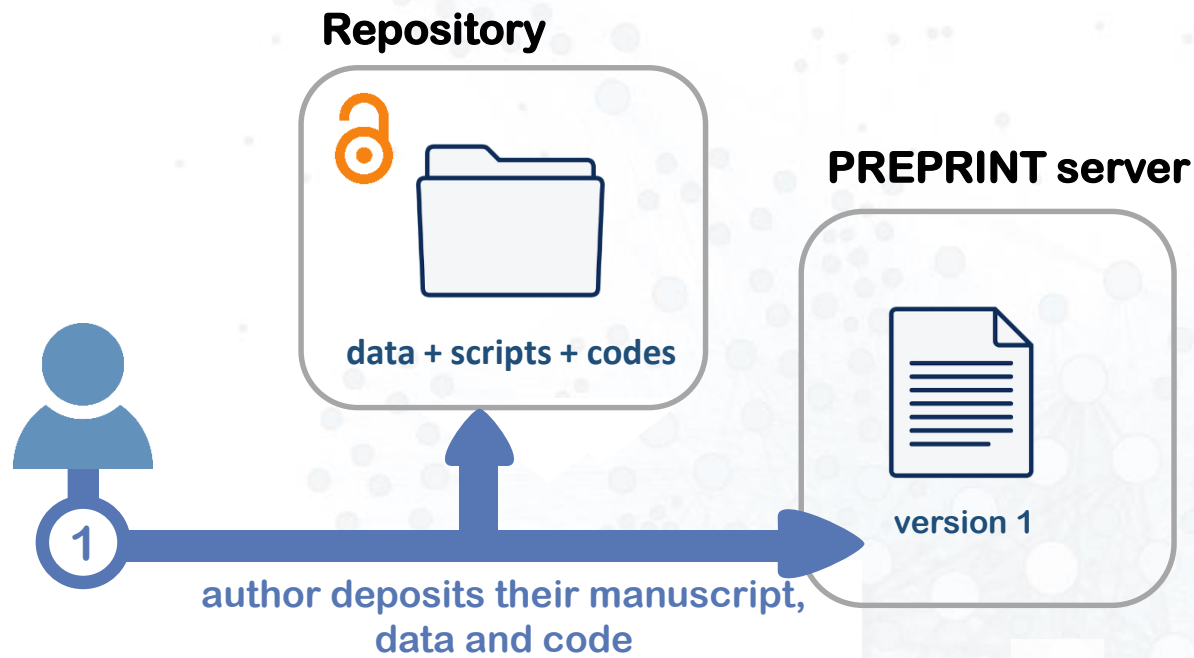 Repository
data + scripts + codes
PREPRINT server
version 1
1
author deposits their manuscript,
data and code